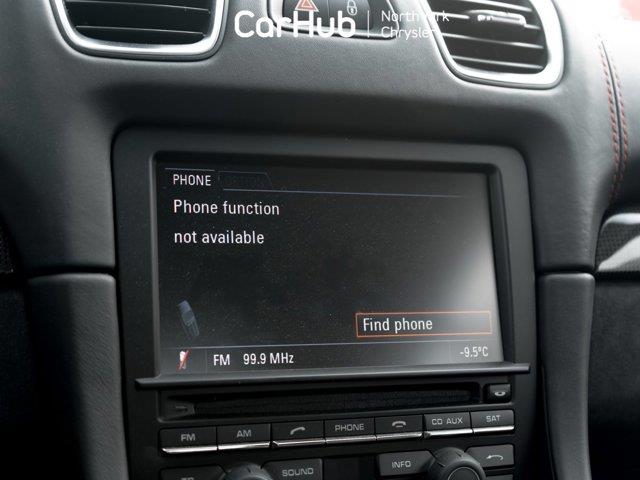 CarHub North York
Chrysler
PHONE
Phone function
not available
Find phone
FM 99.9 MHz -9.5°C
FM AM PHONE CD AUX SAT
SOUND INFO